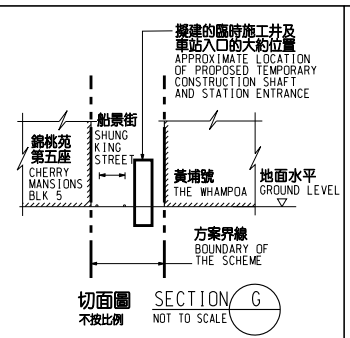 擬建的臨時施工井及
車站入口的大約位置
APPROXIMATE LOCATION
OF PROPOSED TEMPORARY
CONSTRUCTION SHAFT
AND STATION ENTRANCE
船景街
SHUNG
KING
STREET
錦桃苑
第五座
CHERRY
MANSIONS
BLK 5
黃埔號
THE WHAMPOA
地面水平
GROUND LEVEL
方案界線
BOUNDARY OF
THE SCHEME
切面圖 SECTION G
不按比例 NOT TO SCALE